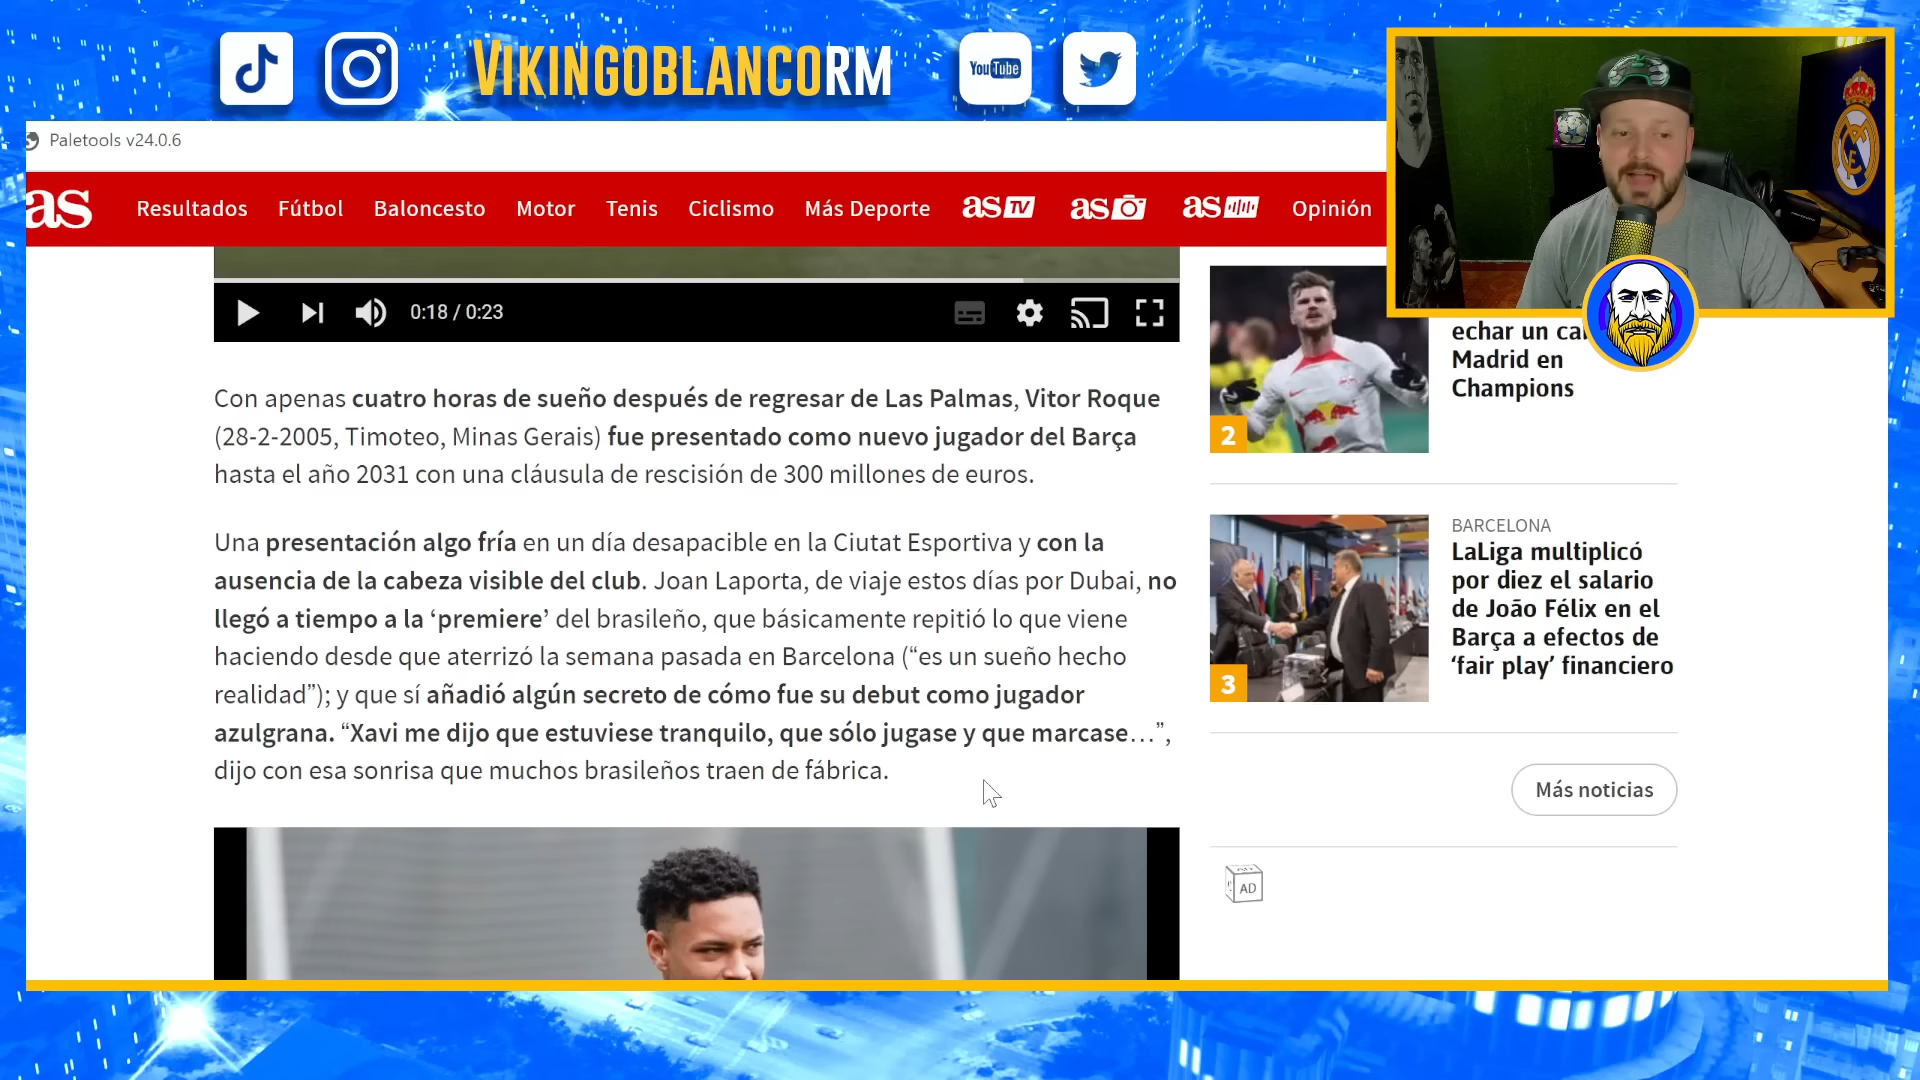 VIKINGOBLANCORM
YouTube
Paletools v24.0.6
as
Resultados
Fútbol
Baloncesto
Motor
Tenis
Ciclismo
Más Deporte
as TV
as
as
Opinión
0:18 / 0:23
Con apenas cuatro horas de sueño después de regresar de Las Palmas, Vitor Roque
(28-2-2005, Timoteo, Minas Gerais) fue presentado como nuevo jugador del Barça
hasta el año 2031 con una cláusula de rescisión de 300 millones de euros.
Una presentación algo fría en un día desapacible en la Ciutat Esportiva y con la
ausencia de la cabeza visible del club. Joan Laporta, de viaje estos días por Dubai, no
llegó a tiempo a la ‘premiere’ del brasileño, que básicamente repitió lo que viene
haciendo desde que aterrizó la semana pasada en Barcelona (“es un sueño hecho
realidad”); y que sí añadió algún secreto de cómo fue su debut como jugador
azulgrana. “Xavi me dijo que estuviese tranquilo, que sólo jugase y que marcase…”,
dijo con esa sonrisa que muchos brasileños traen de fábrica.
echar un ca
Madrid en
Champions
2
BARCELONA
LaLiga multiplicó
por diez el salario
de João Félix en el
Barça a efectos de
‘fair play’ financiero
3
Más noticias
AD